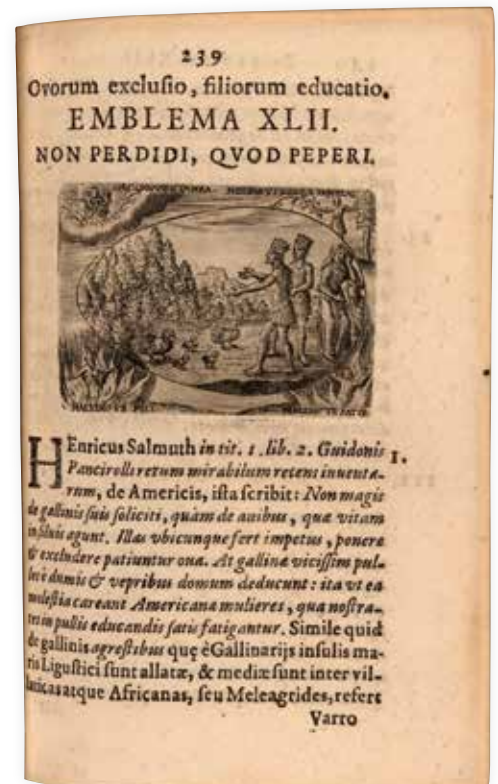 239
Ovorum exclusio, filiorum educatio.
EMBLEMA XLII.
NON PERDIDI, QVOD PEPERI.
HEnricus Salmuth in tit. 1. lib. 2. Guidonis
I.
Pancirolli rerum mirabilum recens inuenta-
rum, de Americis, ista scribit: Non magis
de gallinis suis soliciti, quàm de auibus, quæ vitam
in siluis agunt. Illas vbicunque fert impetus, ponere
& excludere patiuntur oua. At gallinæ vicissim pul-
los è dumis & vepribus domum deducunt: ita vt ea
molestia careant Americanæ mulieres, qua nostra-
tes in pullis educandis satis fatigantur. Simile quid
de gallinis agrestibus quę è Gallinarijs insulis ma-
ris Ligustici sunt allatæ, & mediæ sunt inter vil-
laticas atque Africanas, seu Meleagrides, refert
Varro